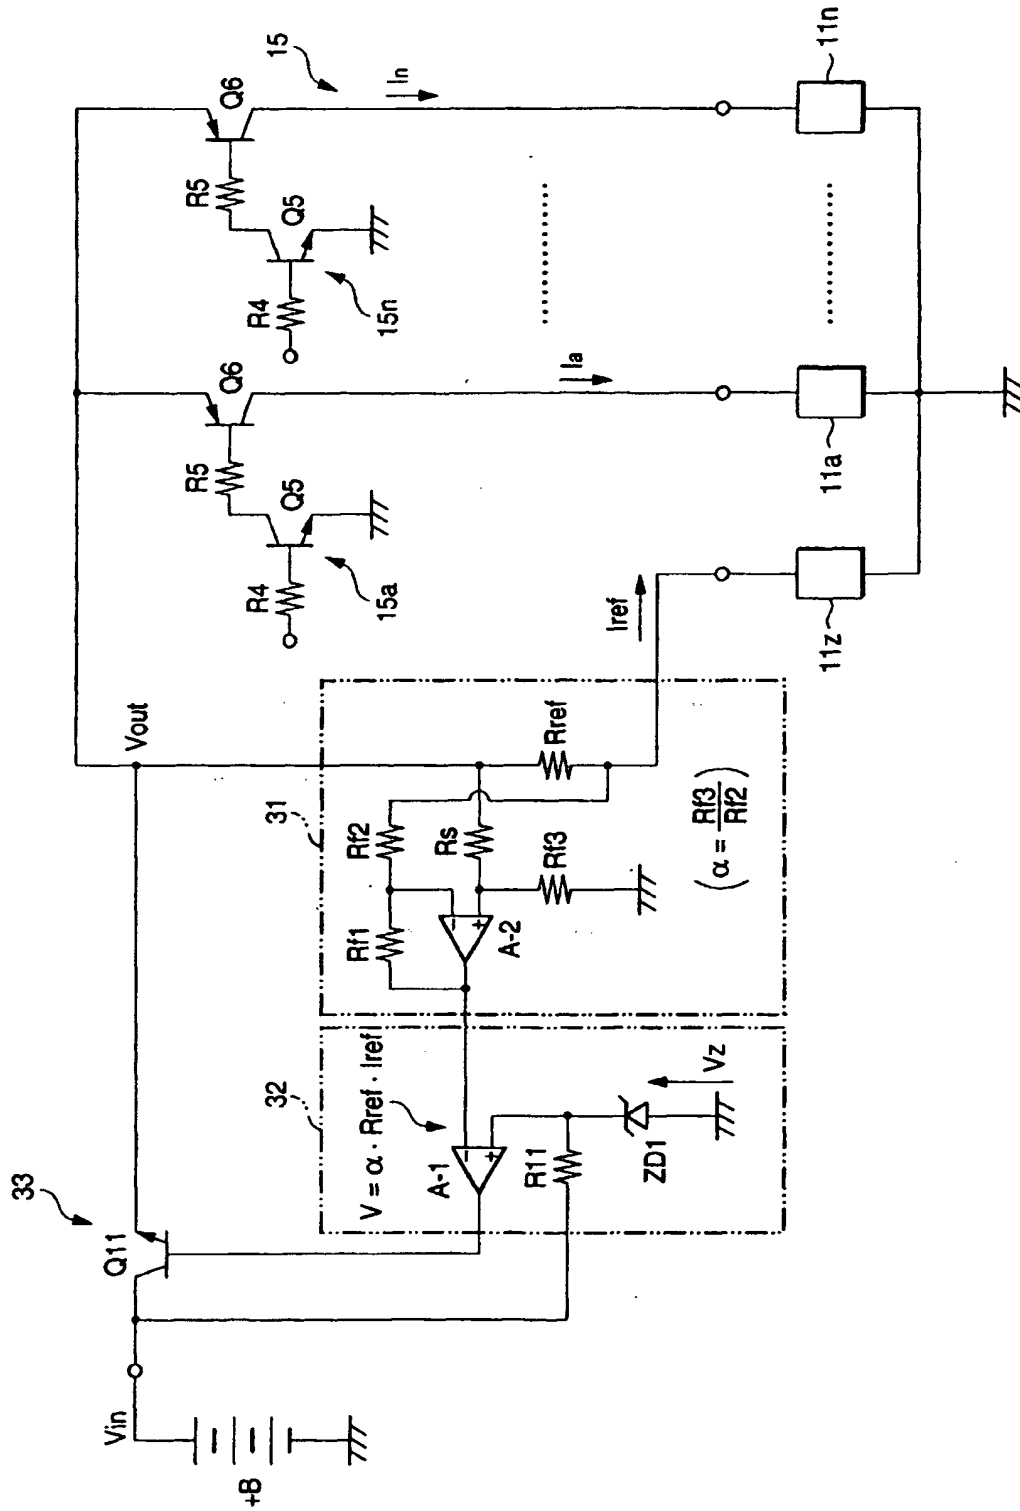 +B
Vin
33
Q11
Vout
32
V = α · Rref · Iref
A-1
R11
ZD1
Vz
31
Rf1
Rf2
A-2
Rs
Rf3
Rref
( α = Rf3
Rf2 )
Iref
11z
R4
Q5
R5
Q6
15a
Ia
11a
R4
Q5
R5
Q6
15n
15
In
11n